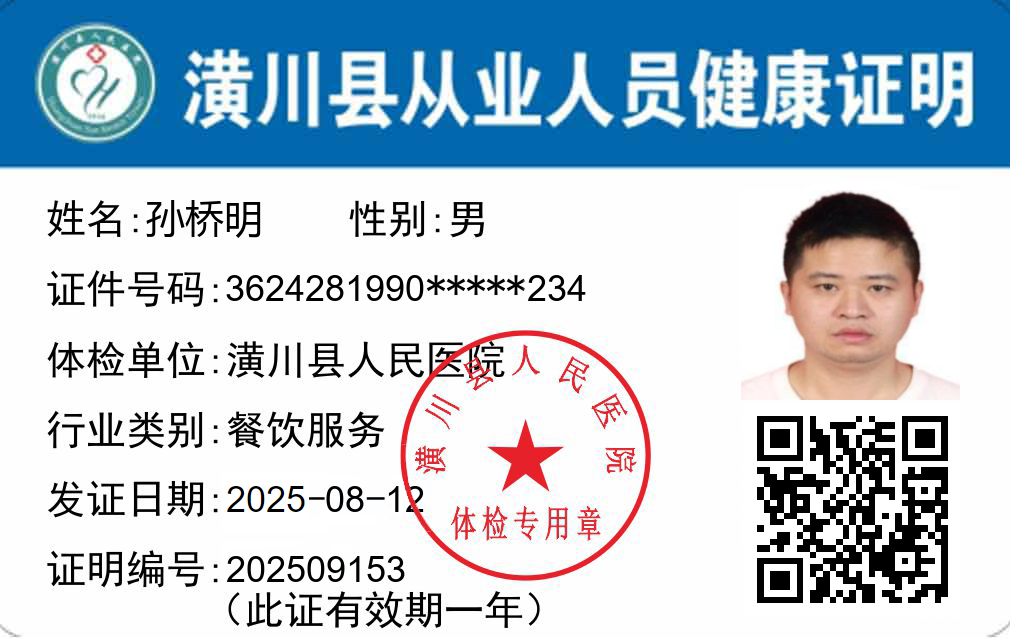 潢川县从业人员健康证明
姓名:孙桥明 性别:男
证件号码:3624281990*****234
体检单位:潢川县人民医院
行业类别:餐饮服务
发证日期:2025-08-12
证明编号:202509153
(此证有效期一年)
潢川县人民医院
体检专用章